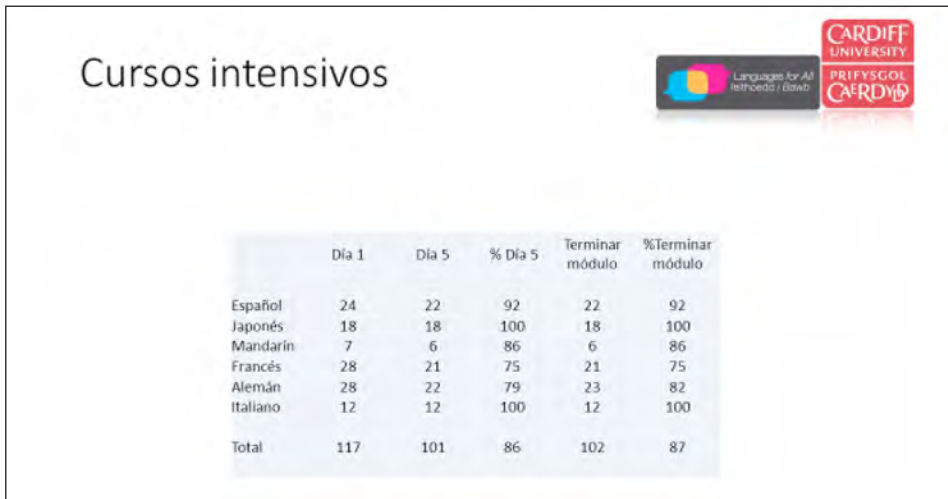 Cursos intensivos
Languages for All
Ieithoedd i Bawb
CARDIFF
UNIVERSITY
PRIFYSGOL
CAERDYDD
Día 1 Día 5 % Día 5 Terminar módulo %Terminar módulo
Español 24 22 92 22 92
Japonés 18 18 100 18 100
Mandarín 7 6 86 6 86
Francés 28 21 75 21 75
Alemán 28 22 79 23 82
Italiano 12 12 100 12 100
Total 117 101 86 102 87